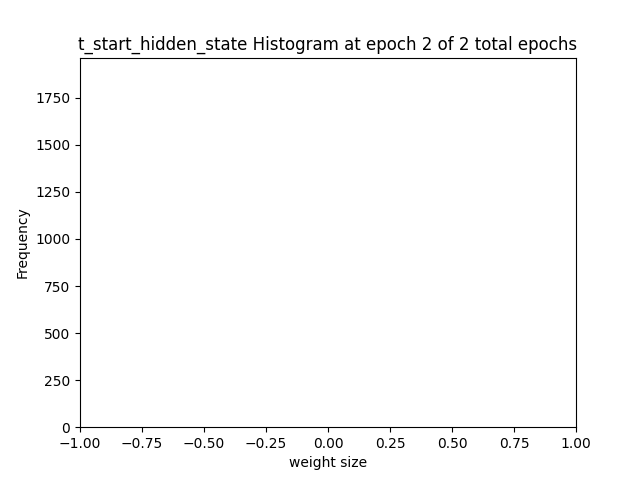 t_start_hidden_state Histogram at epoch 2 of 2 total epochs
1750
1500
1250
1000
750
500
250
0
Frequency
−1.00 −0.75 −0.50 −0.25 0.00 0.25 0.50 0.75 1.00
weight size